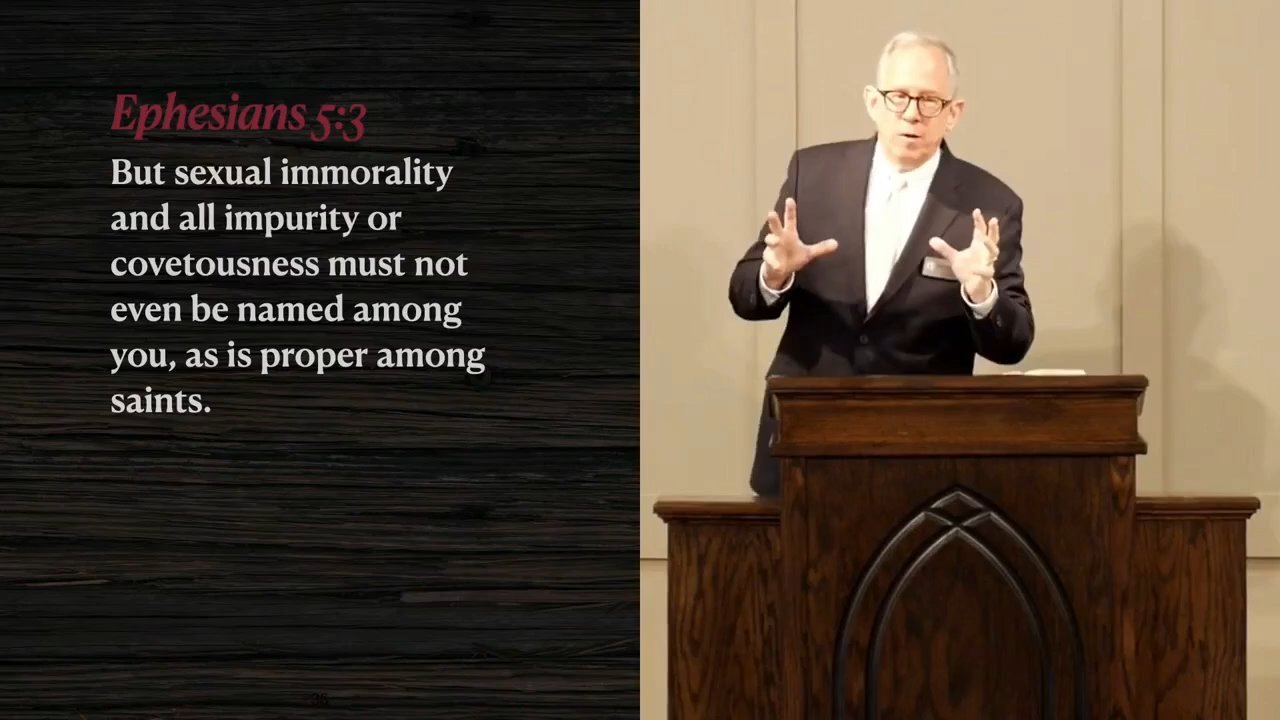 Ephesians 5:3
But sexual immorality
and all impurity or
covetousness must not
even be named among
you, as is proper among
saints.